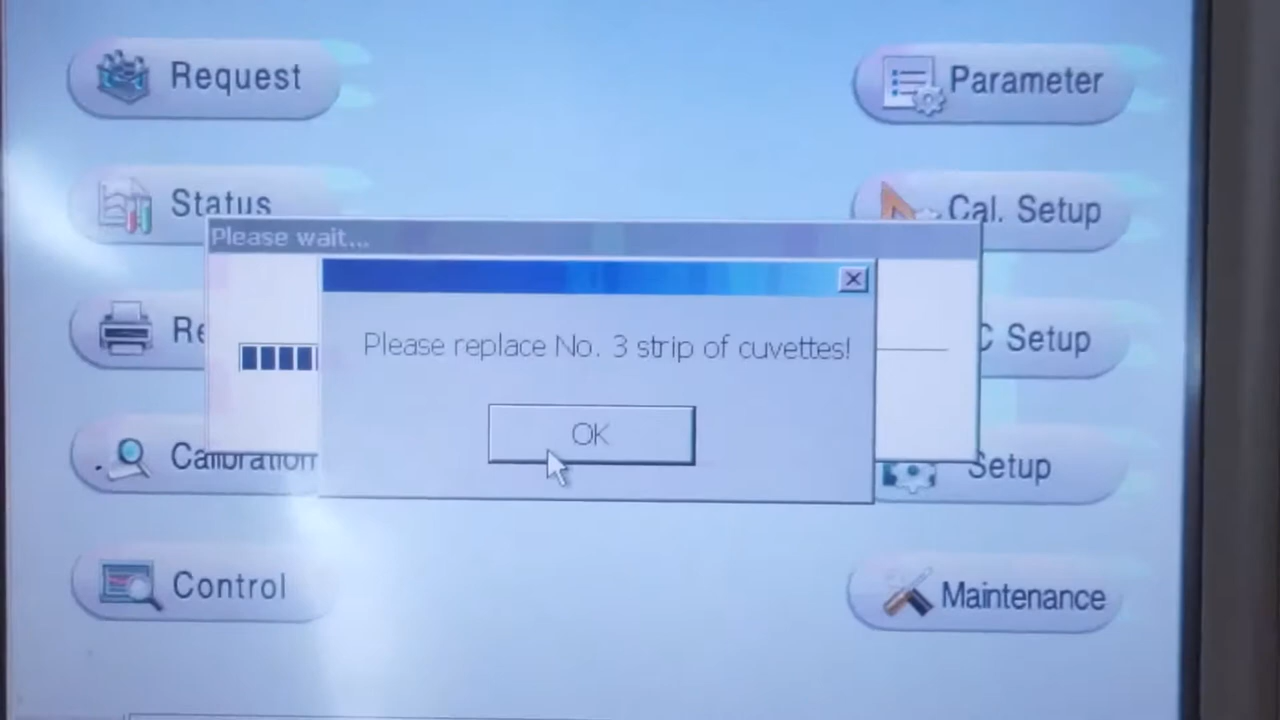 Request
Parameter
Status
Cal. Setup
Please wait...
Please replace No. 3 strip of cuvettes!
Re
C Setup
OK
Calibration
Setup
Control
Maintenance